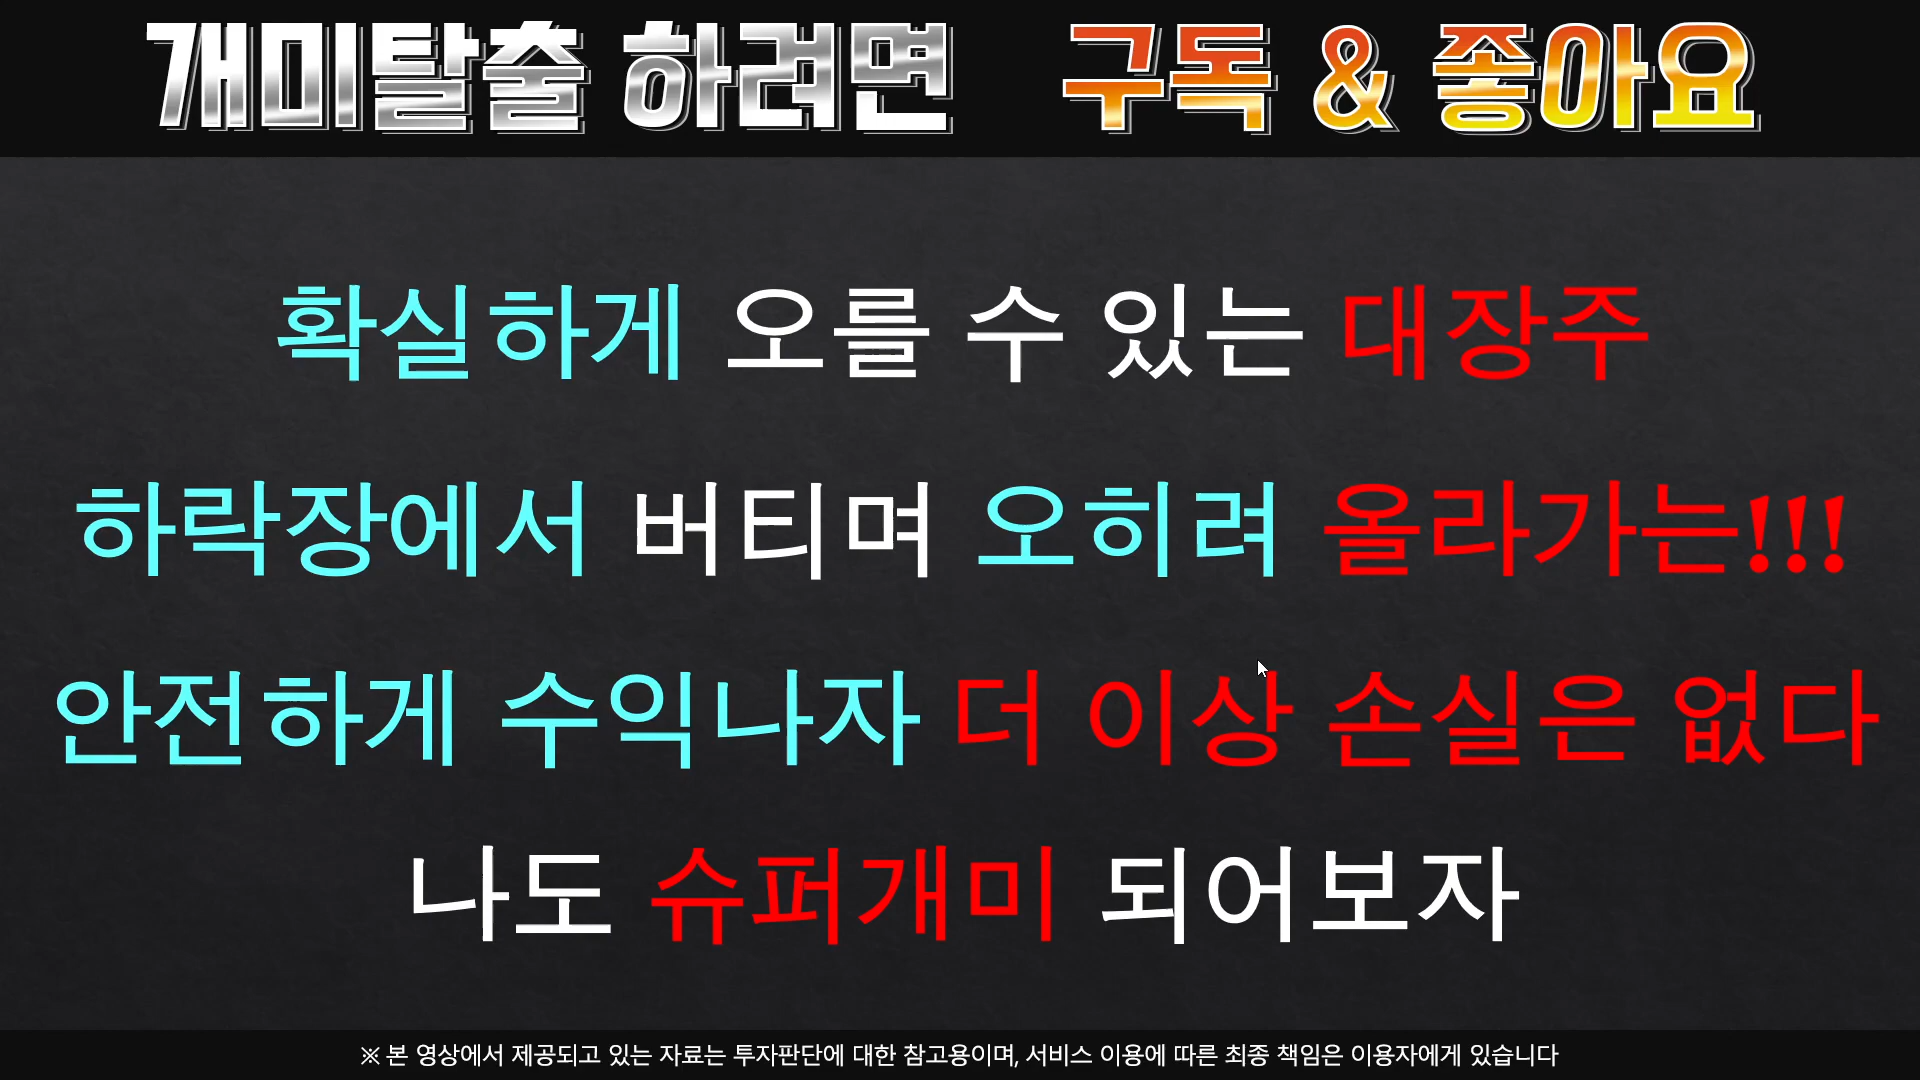 개미탈출 하려면 구독 & 좋아요
확실하게 오를 수 있는 대장주
하락장에서 버티며 오히려 올라가는!!!
안전하게 수익나자 더 이상 손실은 없다
나도 슈퍼개미 되어보자
※ 본 영상에서 제공되고 있는 자료는 투자판단에 대한 참고용이며, 서비스 이용에 따른 최종 책임은 이용자에게 있습니다